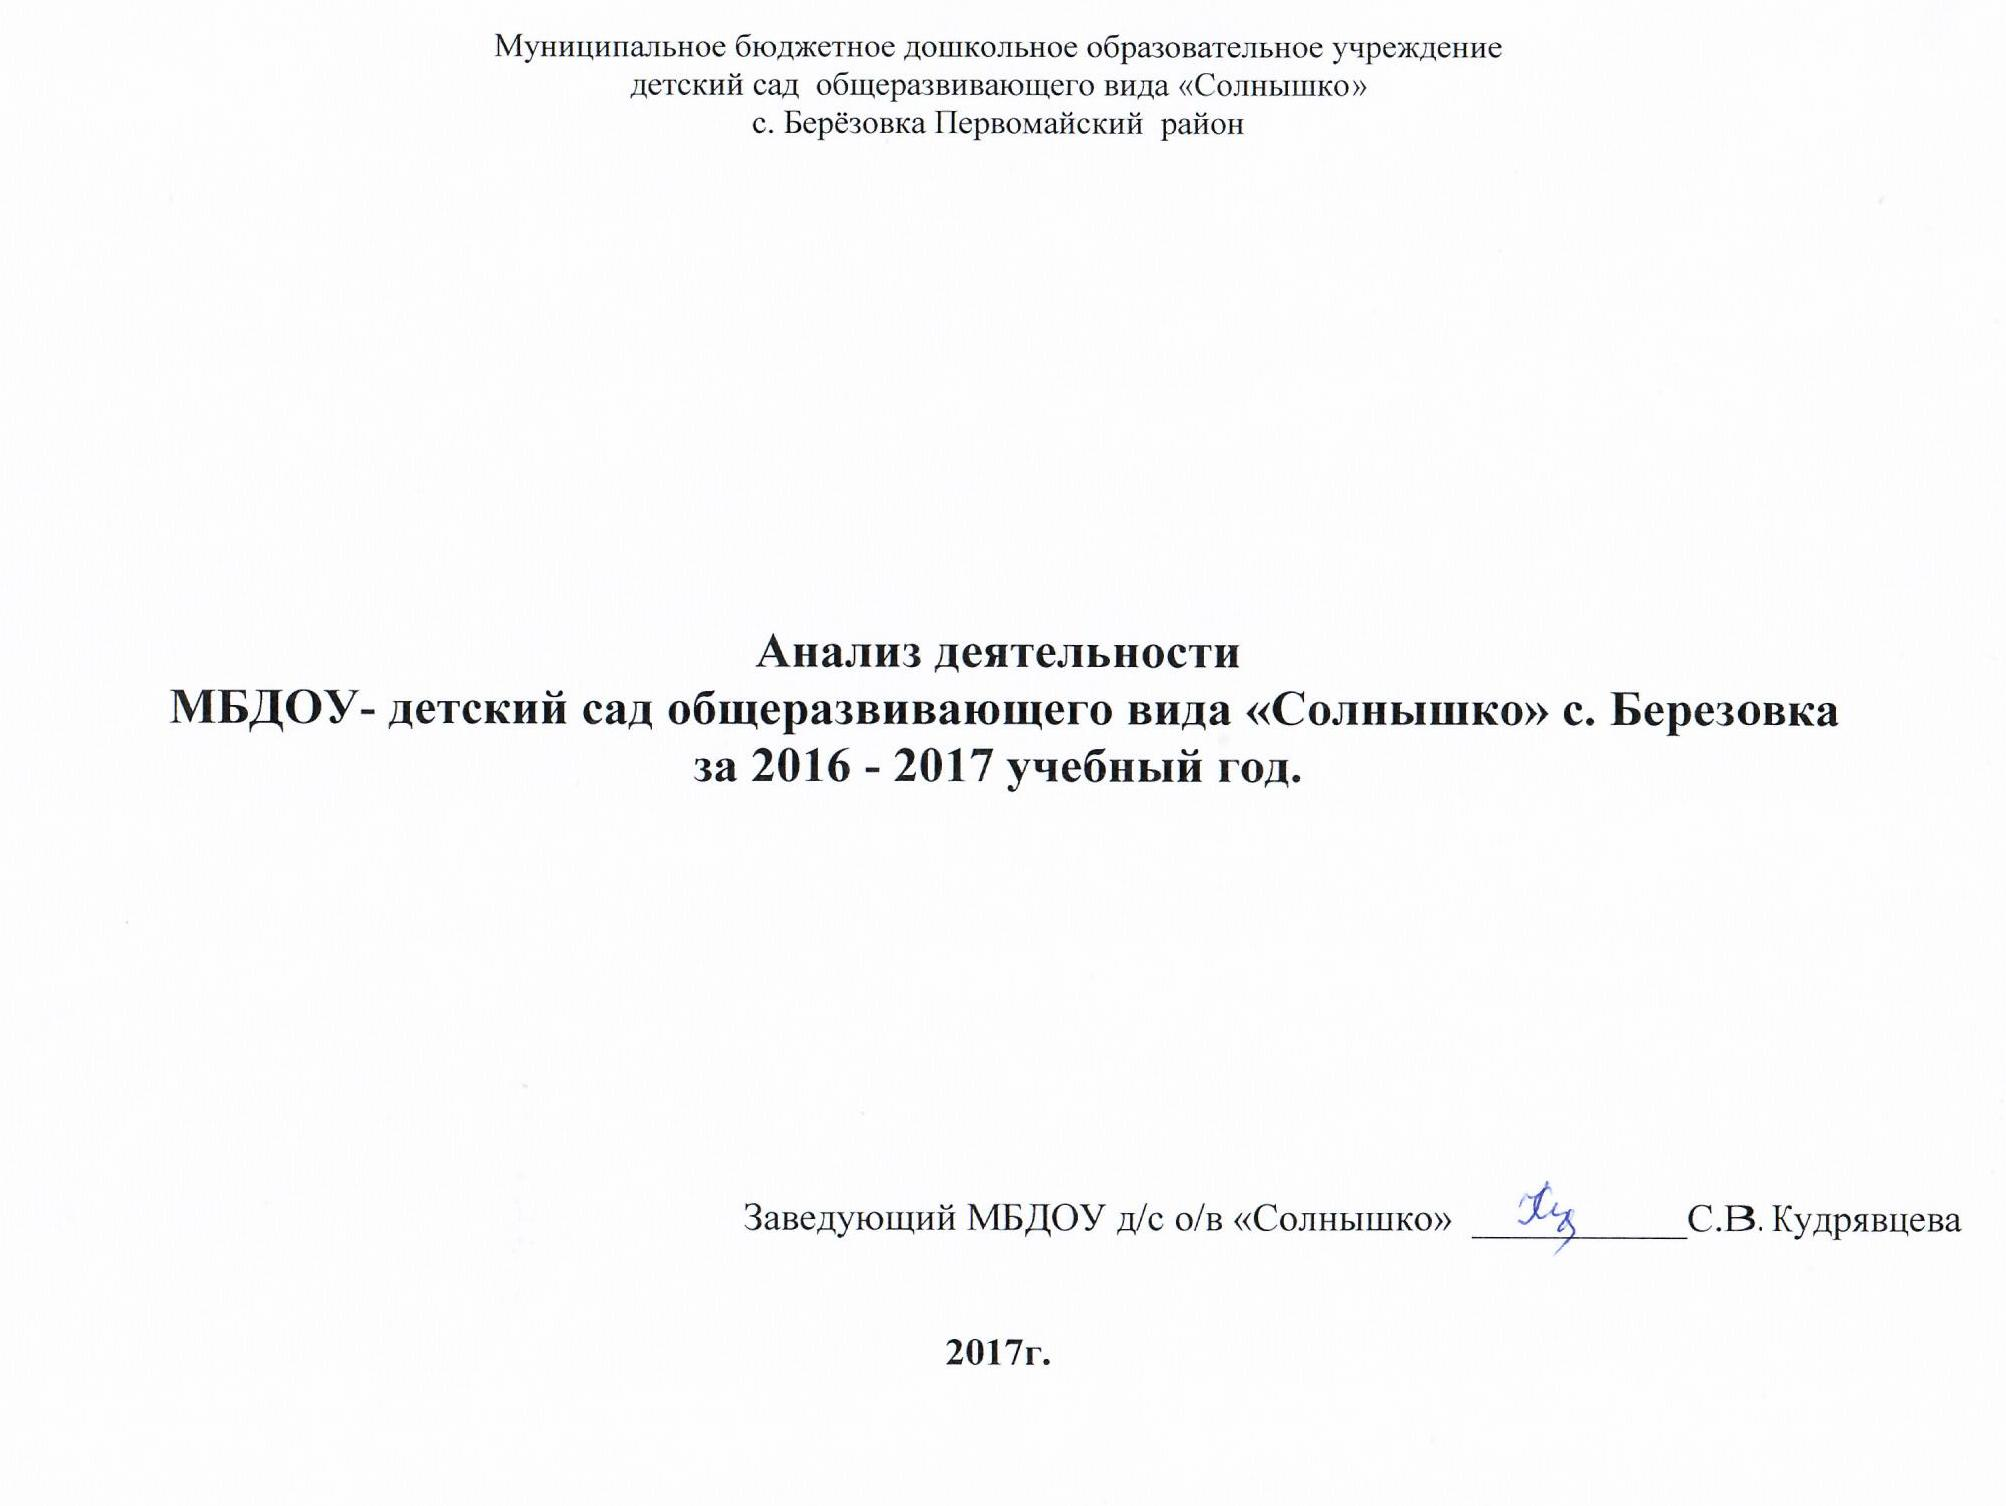 Муниципальное бюджетное дошкольное образовательное учреждение
детский сад  общеразвивающего вида «Солнышко»
с. Берёзовка Первомайский  район
Анализ деятельности
МБДОУ- детский сад общеразвивающего вида «Солнышко» с. Березовка
за 2016 - 2017 учебный год.
Заведующий МБДОУ д/с о/в «Солнышко» ___________С.В. Кудрявцева
2017г.